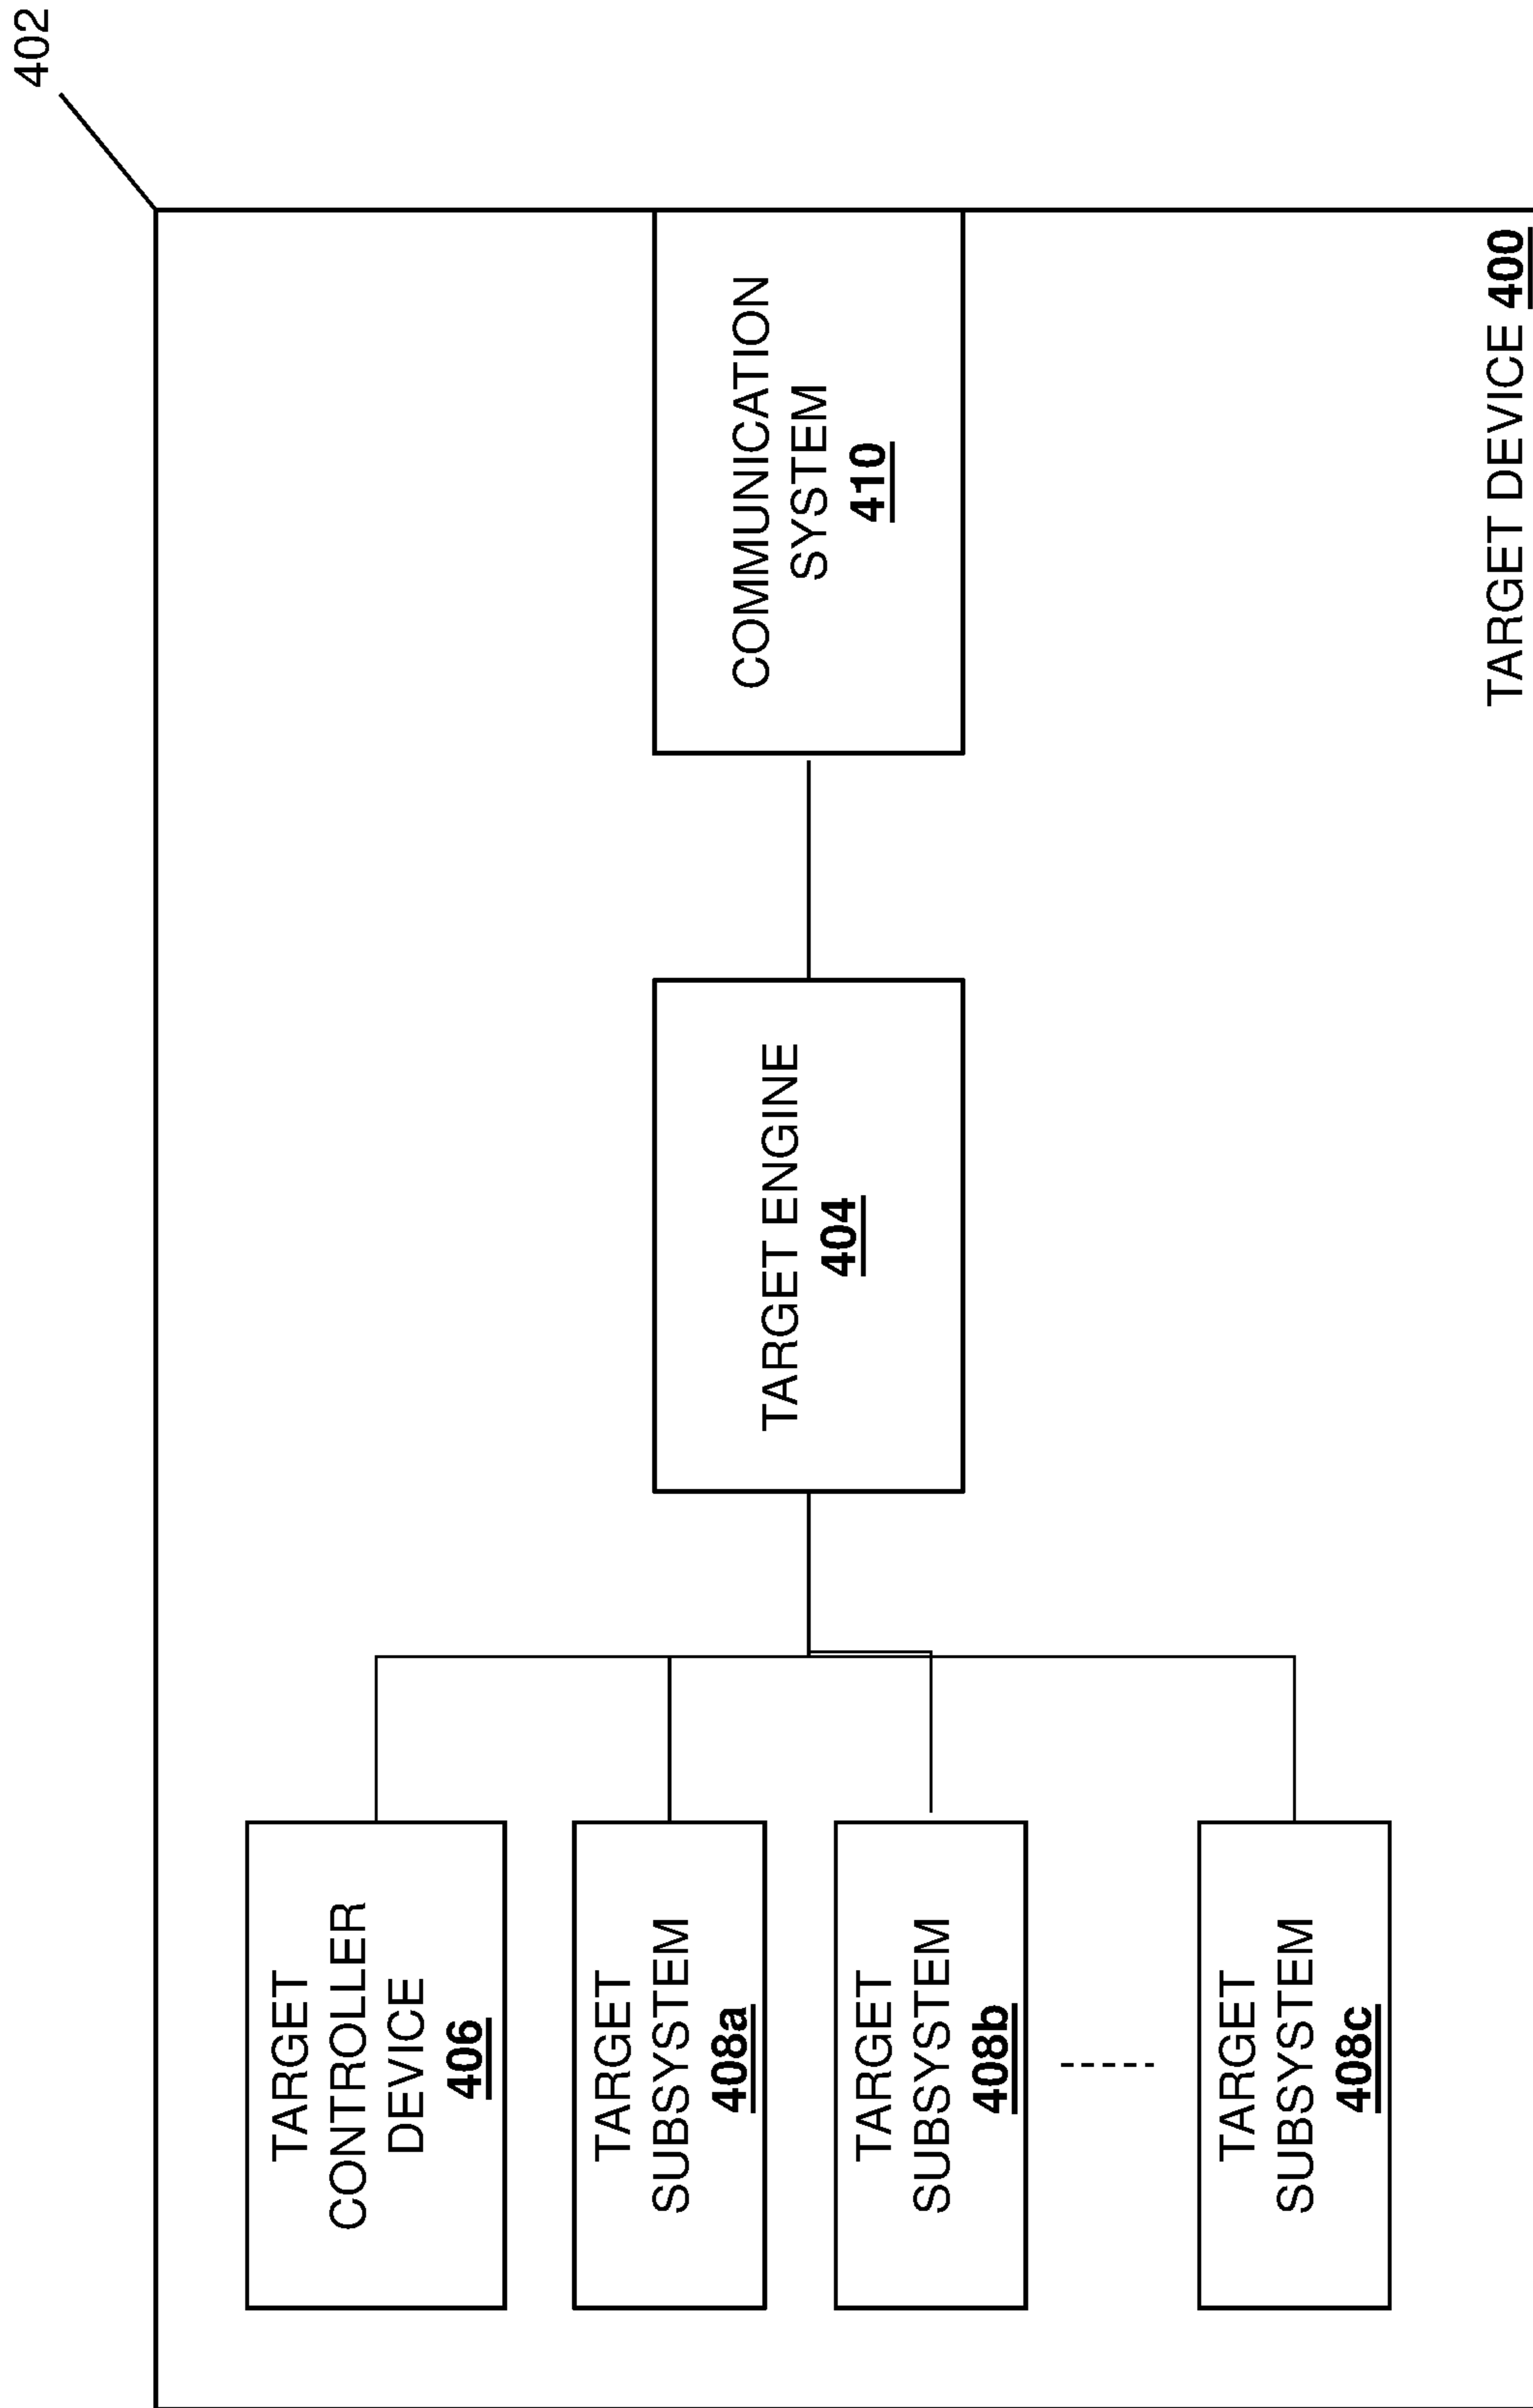 402
TARGET
CONTROLLER
DEVICE
406
TARGET
SUBSYSTEM
408a
TARGET
SUBSYSTEM
408b
TARGET
SUBSYSTEM
408c
TARGET ENGINE
404
COMMUNICATION
SYSTEM
410
TARGET DEVICE 400